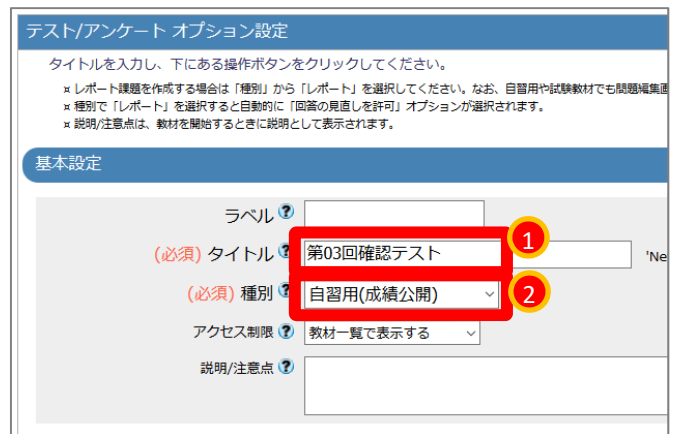 テスト/アンケート オプション設定
タイトルを入力し、下にある操作ボタンをクリックしてください。
※ レポート課題を作成する場合は「種別」から「レポート」を選択してください。なお、自習用や試験教材でも問題編集画
※ 種別で「レポート」を選択すると自動的に「回答の見直しを許可」オプションが選択されます。
※ 説明/注意点は、教材を開始するときに説明として表示されます。
基本設定
ラベル ?
1
(必須) タイトル ? 第03回確認テスト 'Ne
(必須) 種別 ? 自習用(成績公開) 2
アクセス制限 ? 教材一覧で表示する
説明/注意点 ?